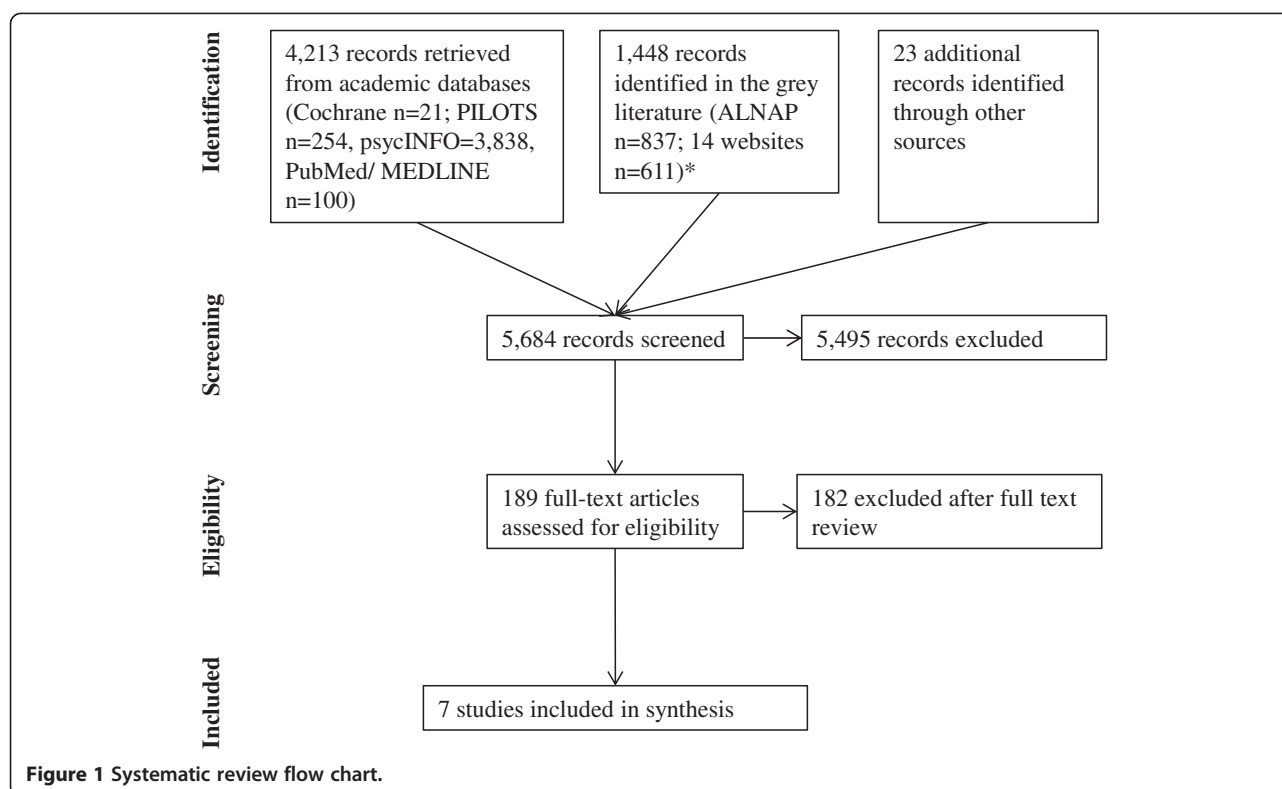 Identification
4,213 records retrieved
from academic databases
(Cochrane n=21; PILOTS
n=254, psycINFO=3,838,
PubMed/ MEDLINE
n=100)
1,448 records
identified in the grey
literature (ALNAP
n=837; 14 websites
n=611)*
23 additional
records identified
through other
sources
Screening
5,684 records screened
5,495 records excluded
Eligibility
189 full-text articles
assessed for eligibility
182 excluded after full text
review
Included
7 studies included in synthesis
Figure 1 Systematic review flow chart.